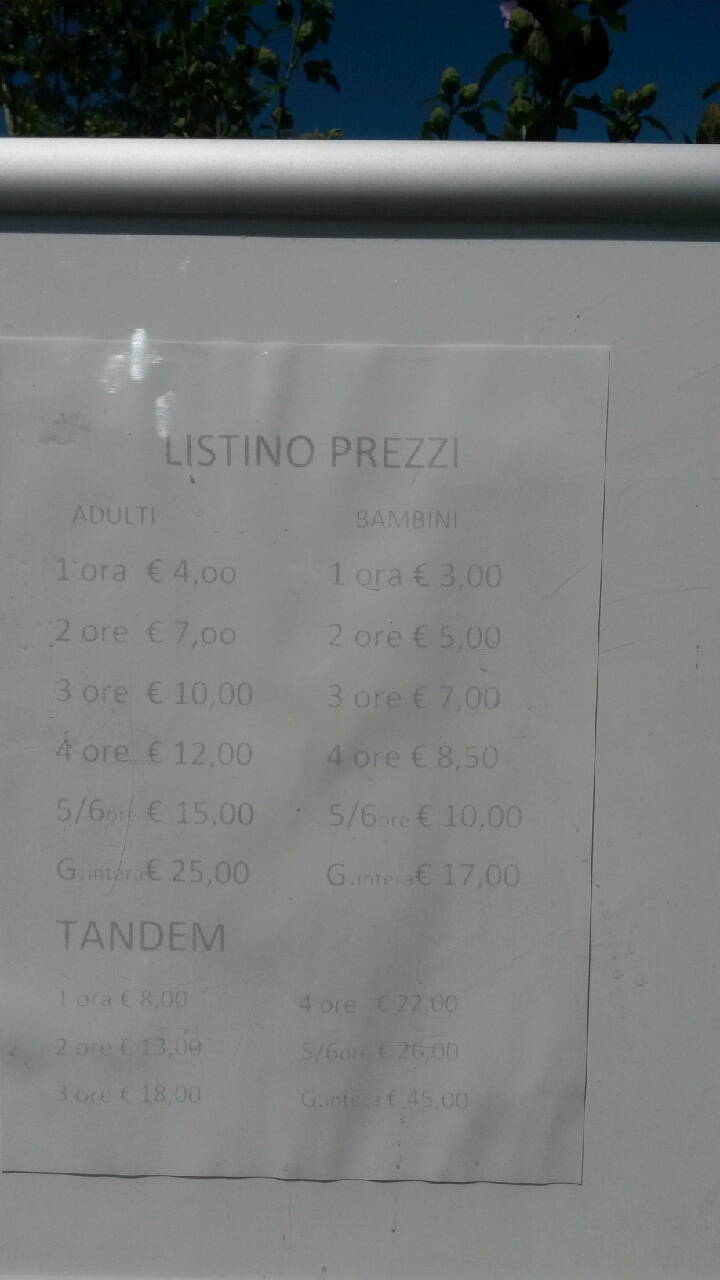 LISTINO PREZZI
ADULTI BAMBINI
1 ora € 4,oo 1 ora € 3,00
2 ore € 7,oo 2 ore € 5,00
3 ore € 10,00 3 ore € 7,00
4 ore € 12,00 4 ore € 8,50
5/6ore € 15,00 5/6ore € 10,00
G.intera€ 25,00 G.intera€ 17,00
TANDEM
1 ora € 8,00 4 ore € 22,00
2 ore € 13,00 5/6ore € 26,00
3 ore € 18,00 G.intera € 45,00